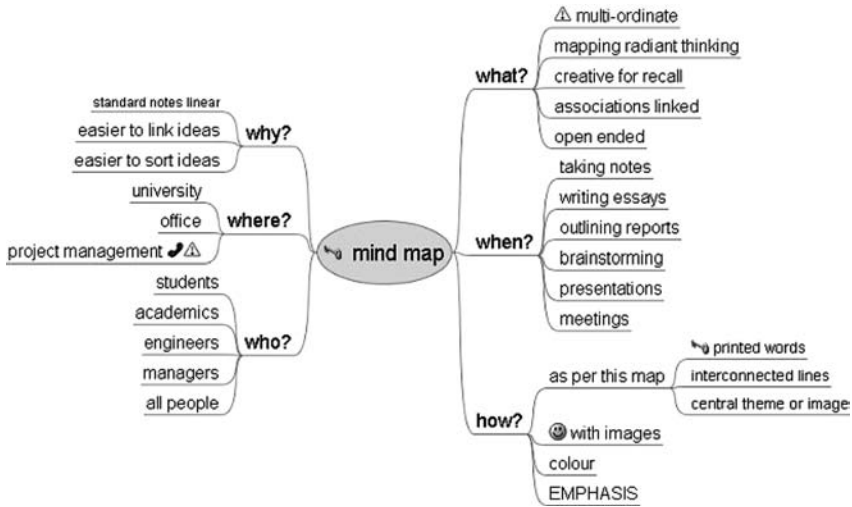 mind map
what?
multi-ordinate
mapping radiant thinking
creative for recall
associations linked
open ended
when?
taking notes
writing essays
outlining reports
brainstorming
presentations
meetings
how?
as per this map
printed words
interconnected lines
central theme or images
with images
colour
EMPHASIS
why?
standard notes linear
easier to link ideas
easier to sort ideas
where?
university
office
project management
who?
students
academics
engineers
managers
all people